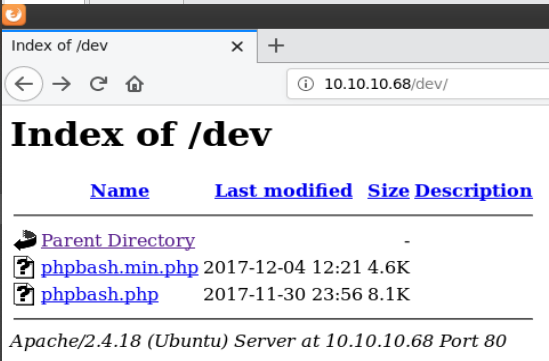 Index of /dev
10.10.10.68/dev/
Index of /dev
Name Last modified Size Description
Parent Directory -
phpbash.min.php 2017-12-04 12:21 4.6K
phpbash.php 2017-11-30 23:56 8.1K
Apache/2.4.18 (Ubuntu) Server at 10.10.10.68 Port 80